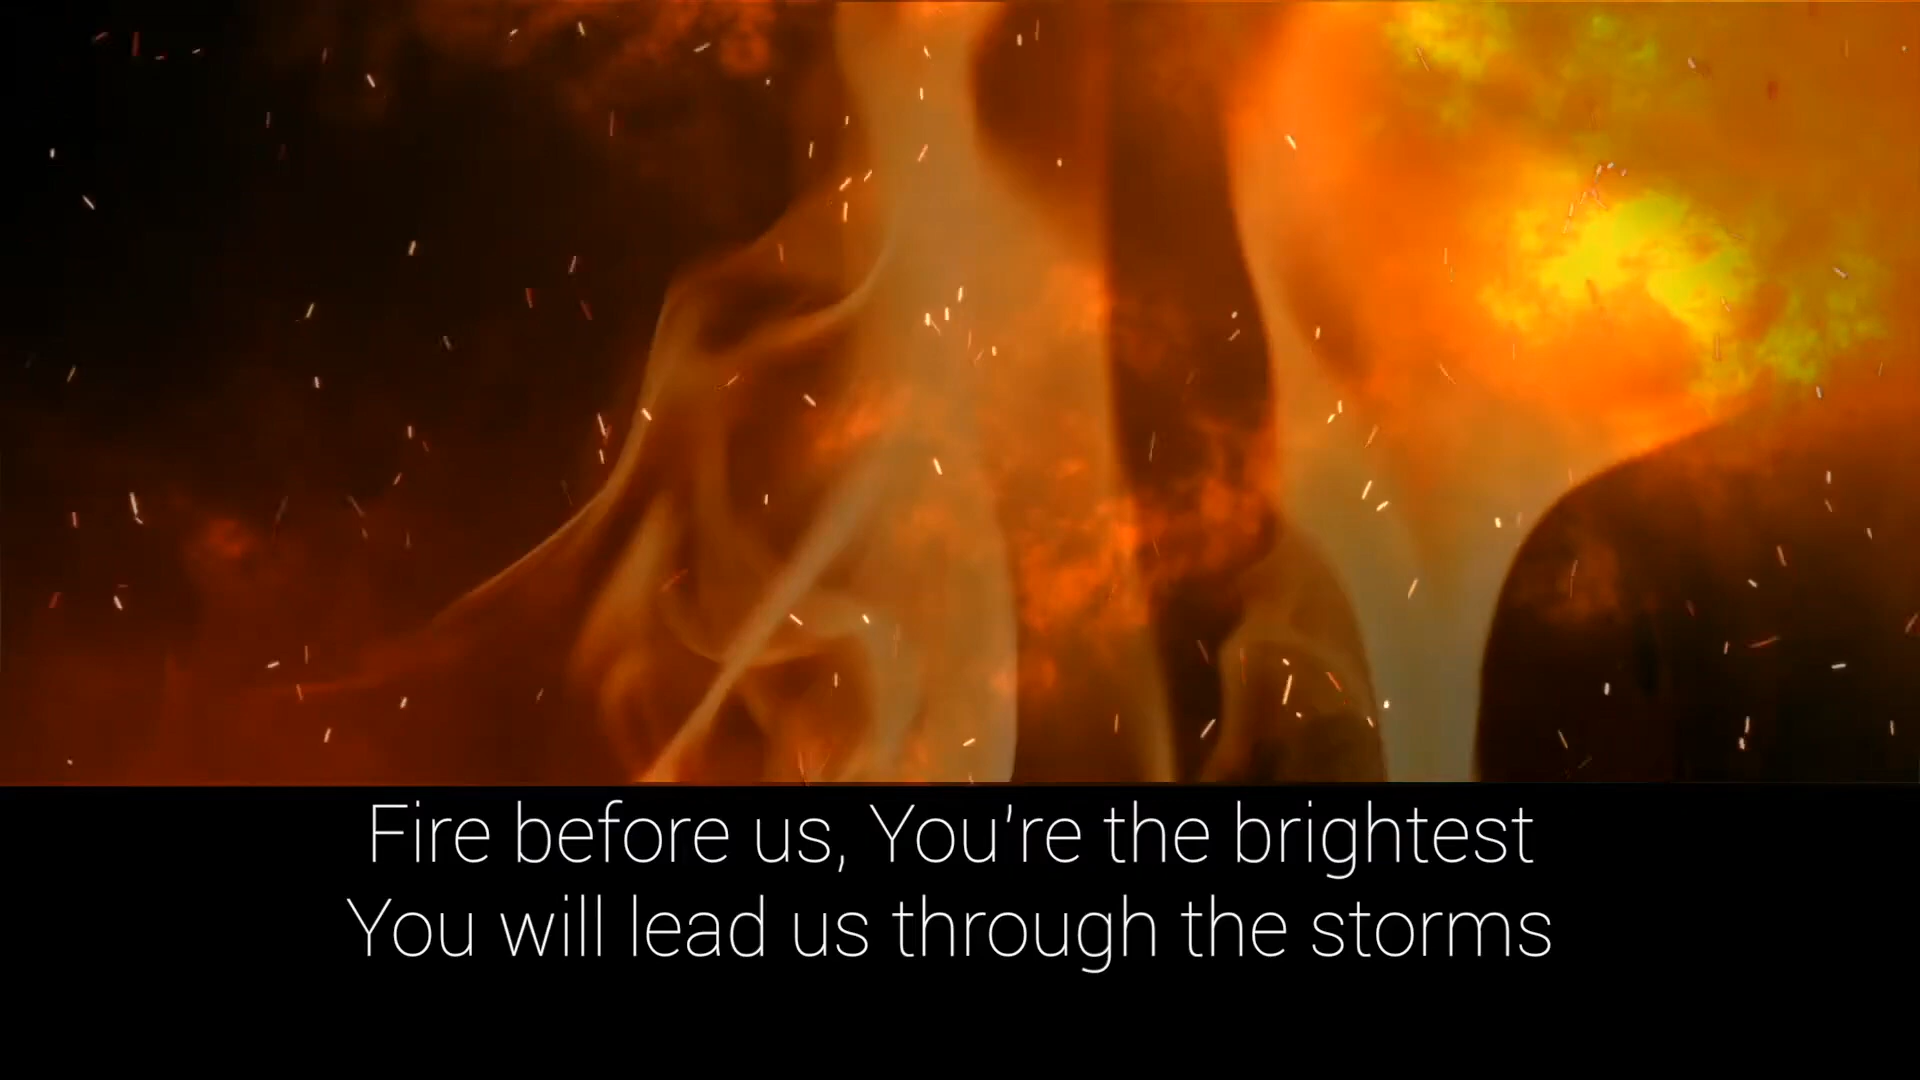 Fire before us, You’re the brightest
You will lead us through the storms